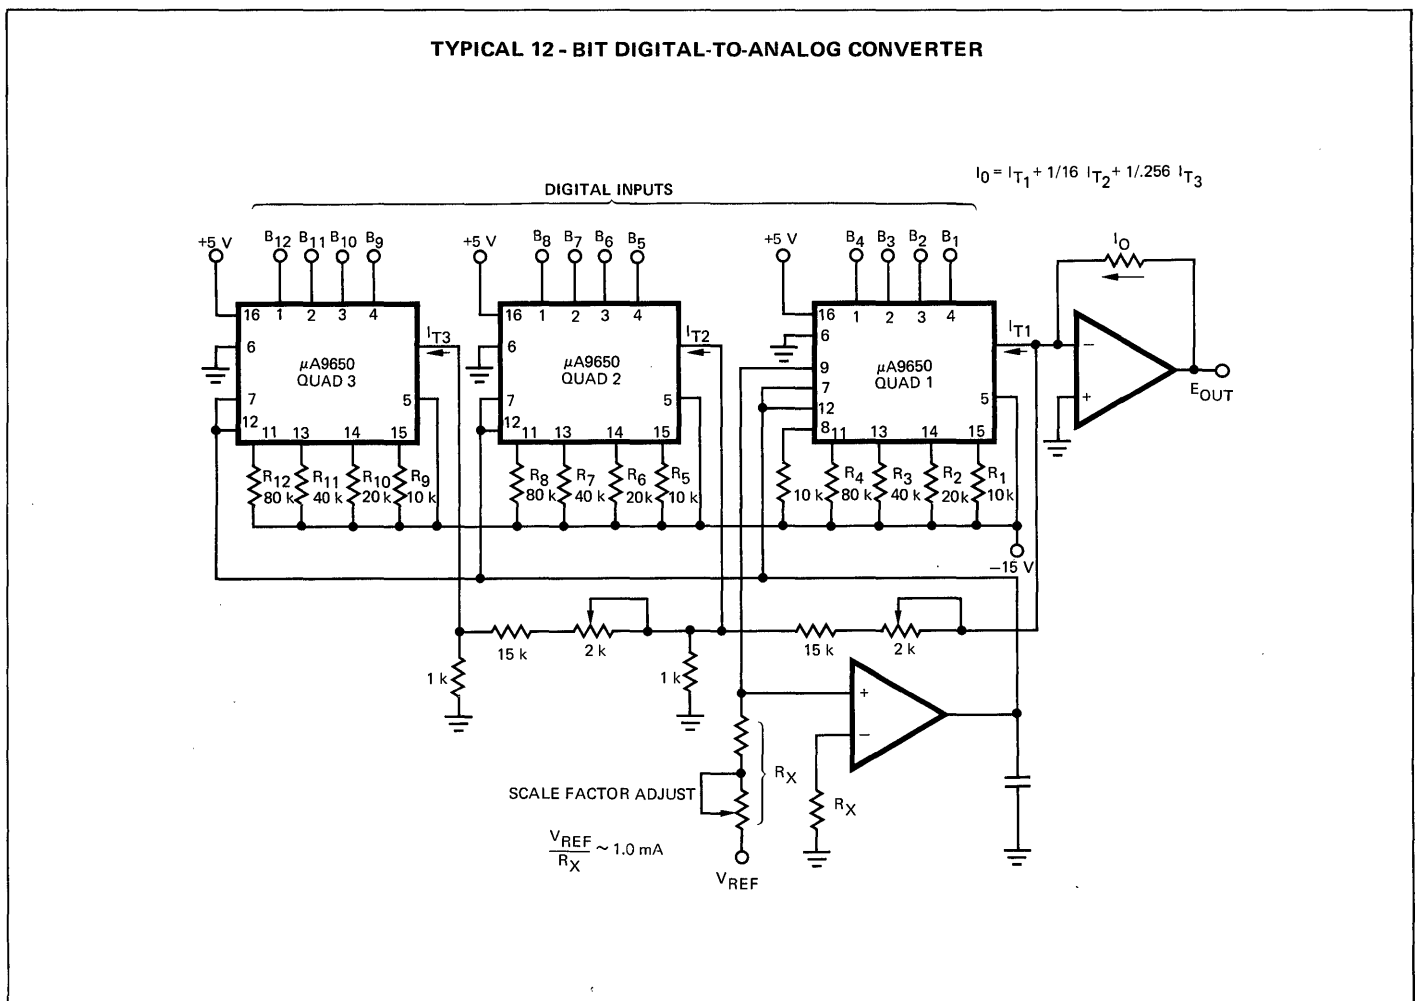 TYPICAL 12 - BIT DIGITAL-TO-ANALOG CONVERTER
I0 = IT1 + 1/16 IT2 + 1/.256 IT3
DIGITAL INPUTS
+5 V B12 B11 B10 B9 +5 V B8 B7 B6 B5 +5 V B4 B3 B2 B1 IO
16 1 2 3 4 IT3 16 1 2 3 4 IT2 16 1 2 3 4 IT1
6 6 6 −
μA9650 μA9650 9 μA9650
QUAD 3 QUAD 2 QUAD 1
7 5 7 5 7 5 + EOUT
12 12 12
8
11 13 14 15 11 13 14 15 11 13 14 15
R12 R11 R10 R9 R8 R7 R6 R5 R4 R3 R2 R1
80 k 40 k 20 k 10 k 80 k 40 k 20 k 10 k 10 k 80 k 40 k 20 k 10 k
−15 V
15 k 2 k 15 k 2 k
1 k 1 k
+
−
RX
SCALE FACTOR ADJUST RX
VREF
RX
~ 1.0 mA
VREF